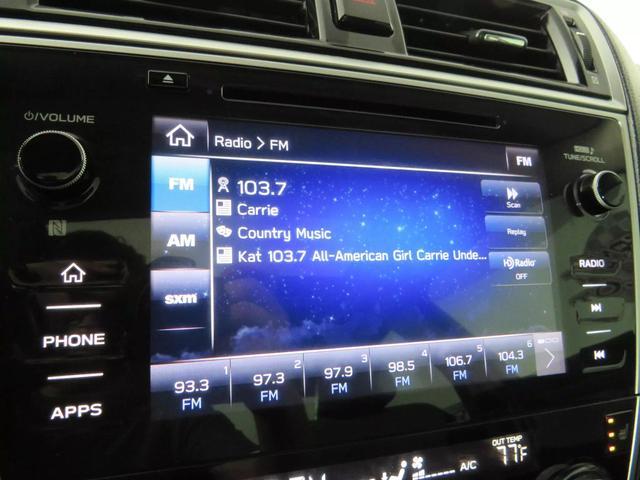 ⏻/VOLUME
Radio > FM
FM
TUNE/SCROLL
FM
103.7
Scan
Carrie
AM
Country Music
Replay
Kat 103.7 All-American Girl Carrie Unde...
HD Radio
OFF
RADIO
sxm
PHONE
1
93.3
FM
2
97.3
FM
3
97.9
FM
4
98.5
FM
5
106.7
FM
6
104.3
FM
APPS
OUT TEMP
77°F
A/C